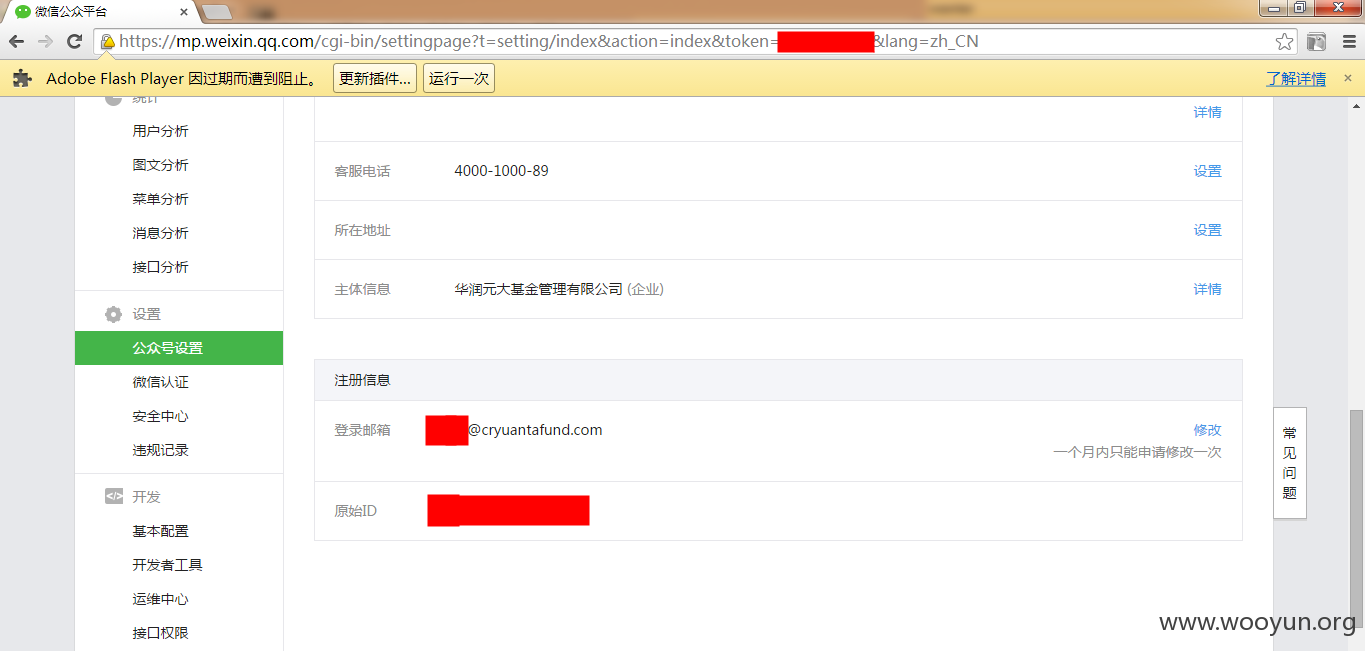 微信公众平台
https://mp.weixin.qq.com/cgi-bin/settingpage?t=setting/index&action=index&token=
&lang=zh_CN
Adobe Flash Player 因过期而遭到阻止。
更新插件...
运行一次
了解详情
统计
用户分析
图文分析
菜单分析
消息分析
接口分析
设置
公众号设置
微信认证
安全中心
违规记录
开发
基本配置
开发者工具
运维中心
接口权限
详情
客服电话 4000-1000-89 设置
所在地址 设置
主体信息 华润元大基金管理有限公司 (企业) 详情
注册信息
登录邮箱 @cryuantafund.com 修改
一个月内只能申请修改一次
原始ID
常见问题
www.wooyun.org